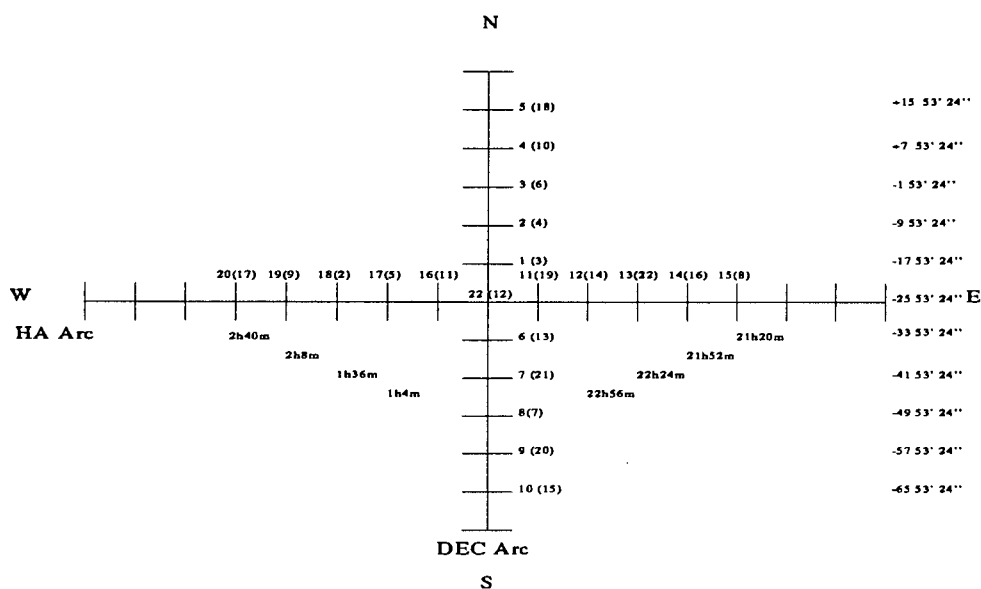 N
5 (18) +15 53' 24''
4 (10) +7 53' 24''
3 (6) -1 53' 24''
2 (4) -9 53' 24''
1 (3) -17 53' 24''
20(17) 19(9) 18(2) 17(5) 16(11) 11(19) 12(14) 13(22) 14(16) 15(8)
W 22 (12) -25 53' 24'' E
HA Arc 2h40m 6 (13) 21h20m -33 53' 24''
2h8m 21h52m
1h36m 7 (21) 22h24m -41 53' 24''
1h4m 22h56m
8(7) -49 53' 24''
9 (20) -57 53' 24''
10 (15) -65 53' 24''
DEC Arc
S